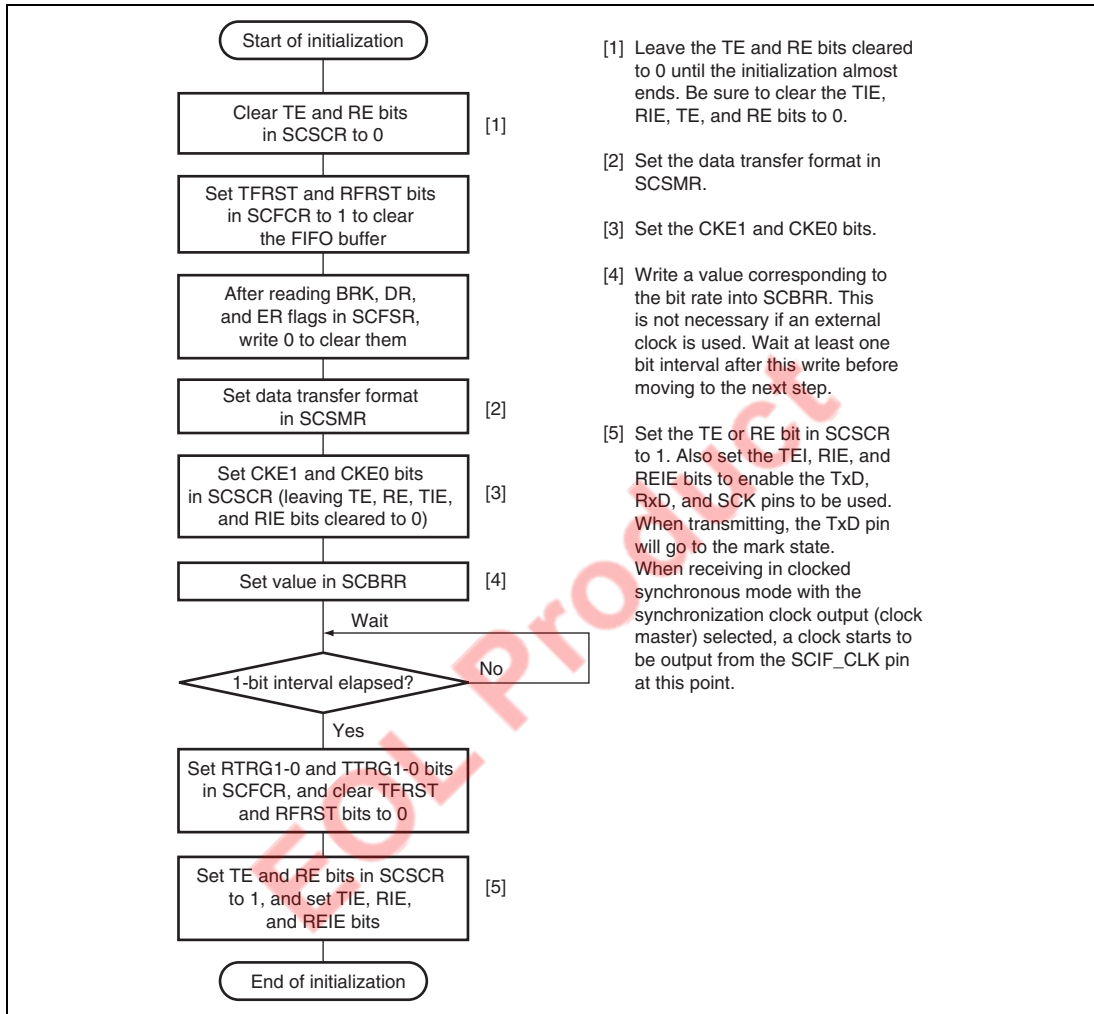 Start of initialization
Clear TE and RE bits
in SCSCR to 0
[1]
Set TFRST and RFRST bits
in SCFCR to 1 to clear
the FIFO buffer
After reading BRK, DR,
and ER flags in SCFSR,
write 0 to clear them
Set data transfer format
in SCSMR
[2]
Set CKE1 and CKE0 bits
in SCSCR (leaving TE, RE, TIE,
and RIE bits cleared to 0)
[3]
Set value in SCBRR
[4]
Wait
1-bit interval elapsed?
No
Yes
Set RTRG1-0 and TTRG1-0 bits
in SCFCR, and clear TFRST
and RFRST bits to 0
Set TE and RE bits in SCSCR
to 1, and set TIE, RIE,
and REIE bits
[5]
End of initialization
[1] Leave the TE and RE bits cleared
to 0 until the initialization almost
ends. Be sure to clear the TIE,
RIE, TE, and RE bits to 0.
[2] Set the data transfer format in
SCSMR.
[3] Set the CKE1 and CKE0 bits.
[4] Write a value corresponding to
the bit rate into SCBRR. This
is not necessary if an external
clock is used. Wait at least one
bit interval after this write before
moving to the next step.
[5] Set the TE or RE bit in SCSCR
to 1. Also set the TEI, RIE, and
REIE bits to enable the TxD,
RxD, and SCK pins to be used.
When transmitting, the TxD pin
will go to the mark state.
When receiving in clocked
synchronous mode with the
synchronization clock output (clock
master) selected, a clock starts to
be output from the SCIF_CLK pin
at this point.
EOL Product